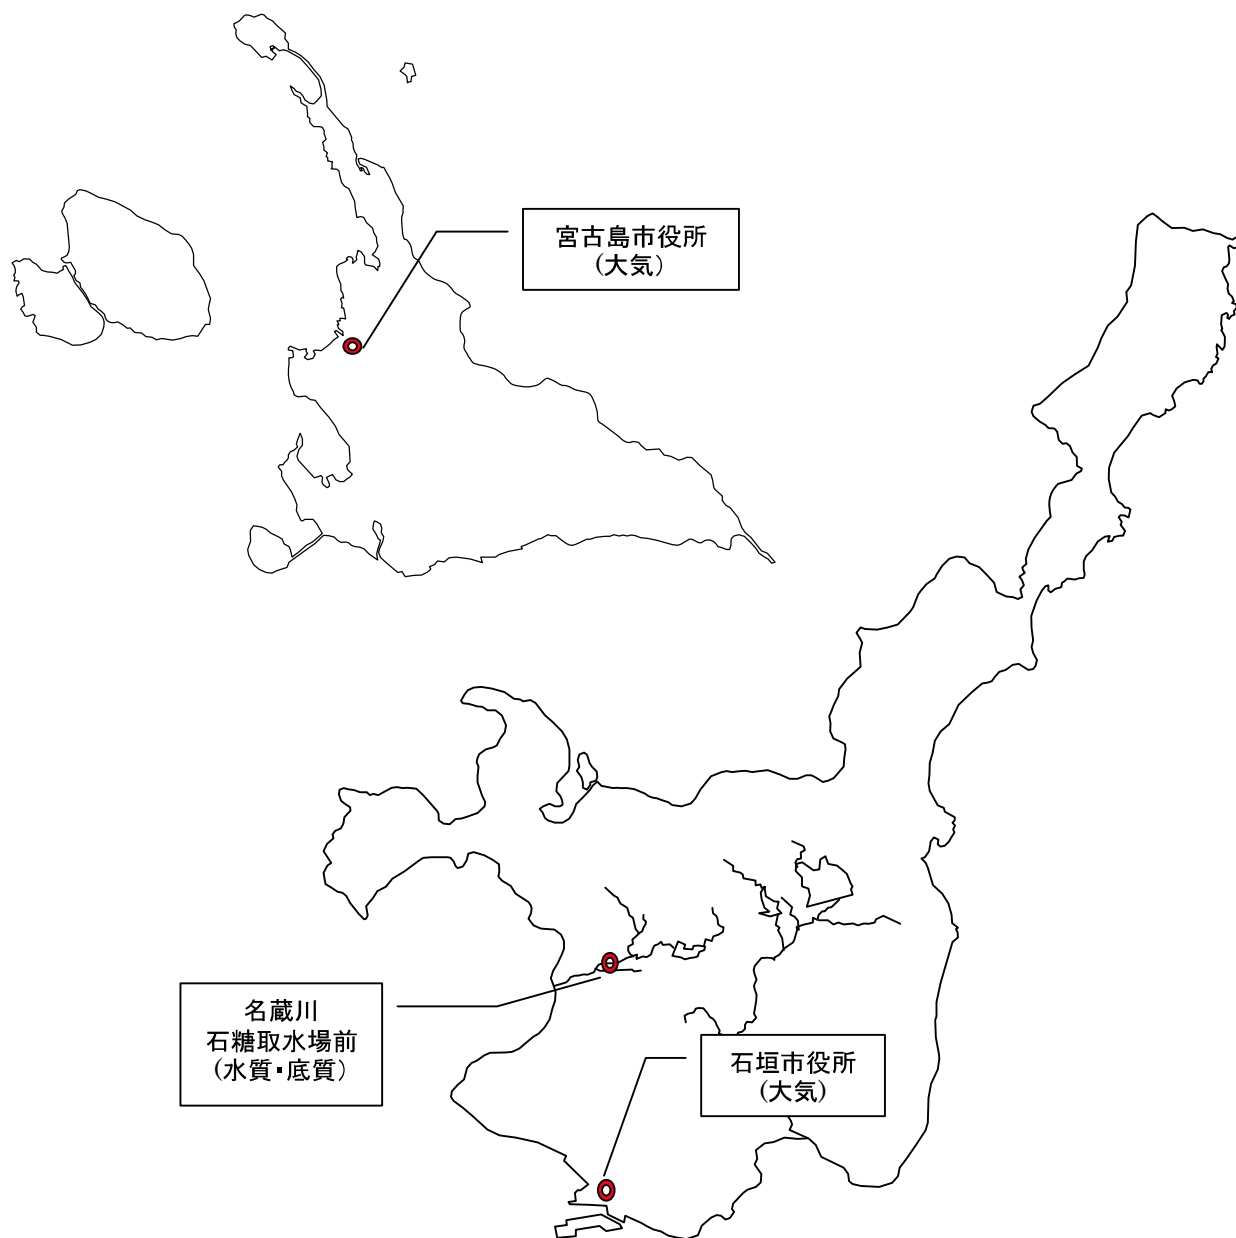 宮古島市役所
(大気)
名蔵川
石糖取水場前
(水質・底質)
石垣市役所
(大気)